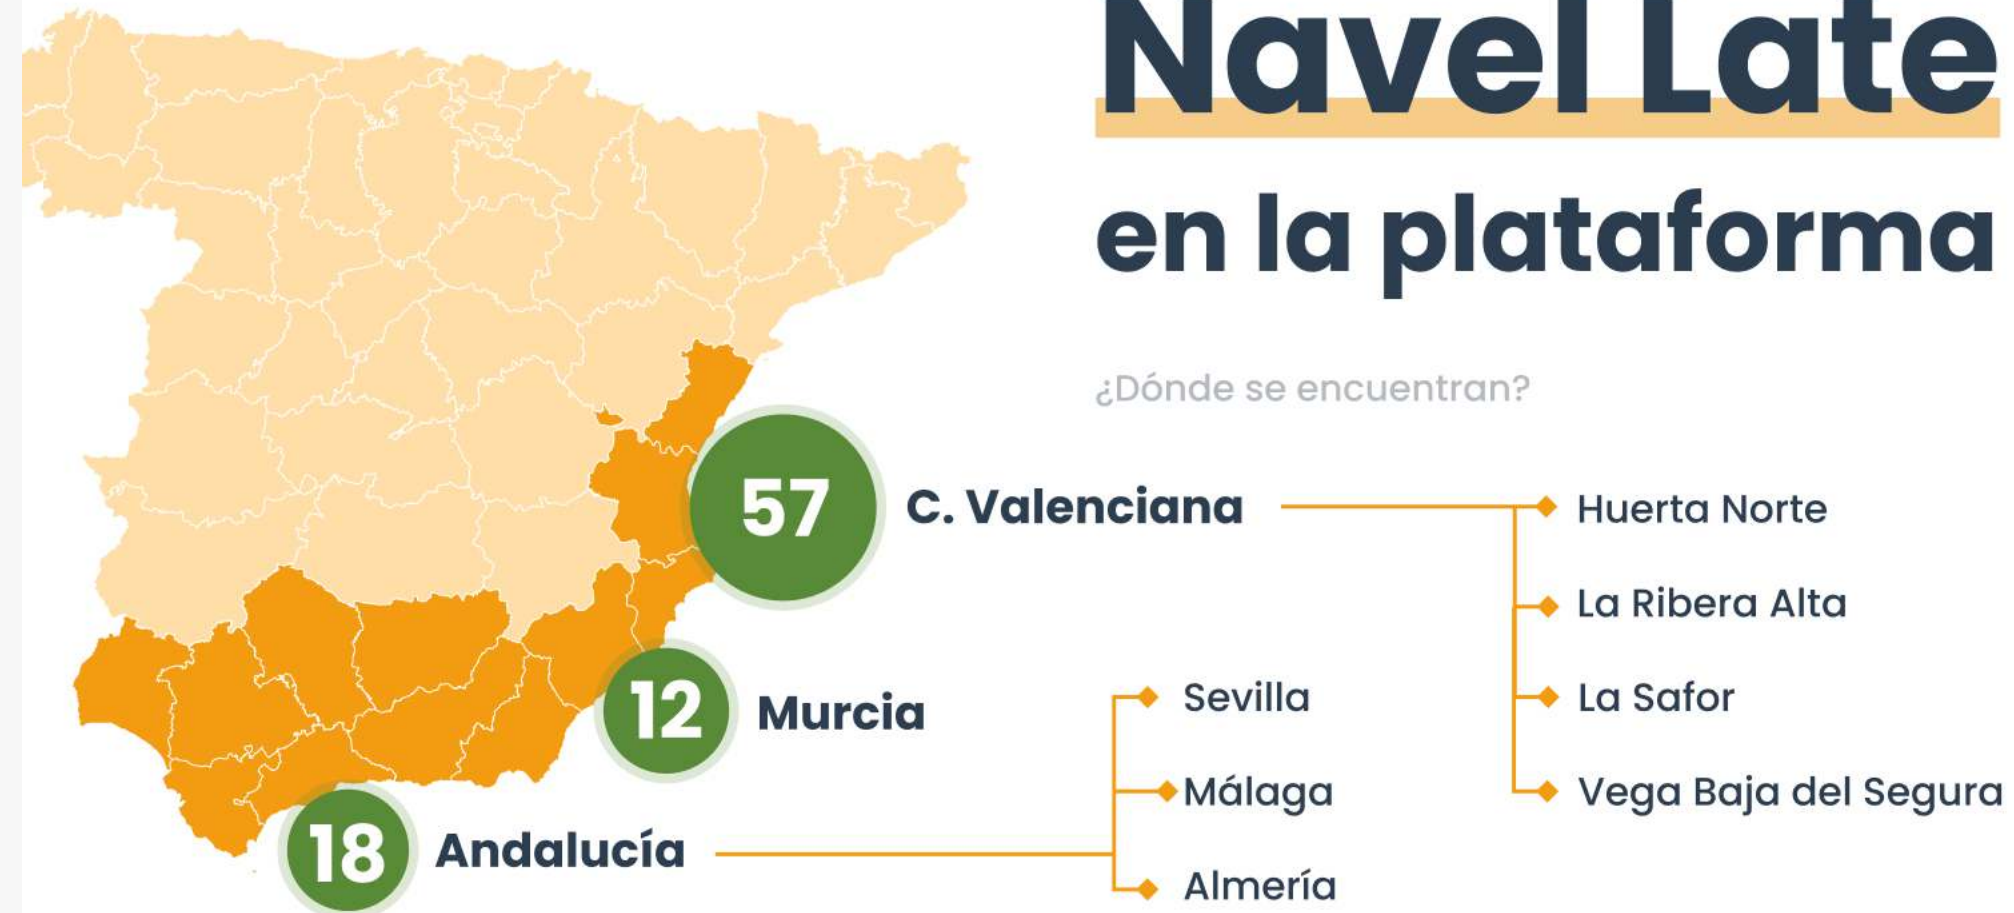 Navel Late
en la plataforma
¿Dónde se encuentran?
57
C. Valenciana
Huerta Norte
La Ribera Alta
La Safor
Vega Baja del Segura
12
Murcia
18
Andalucía
Sevilla
Málaga
Almería